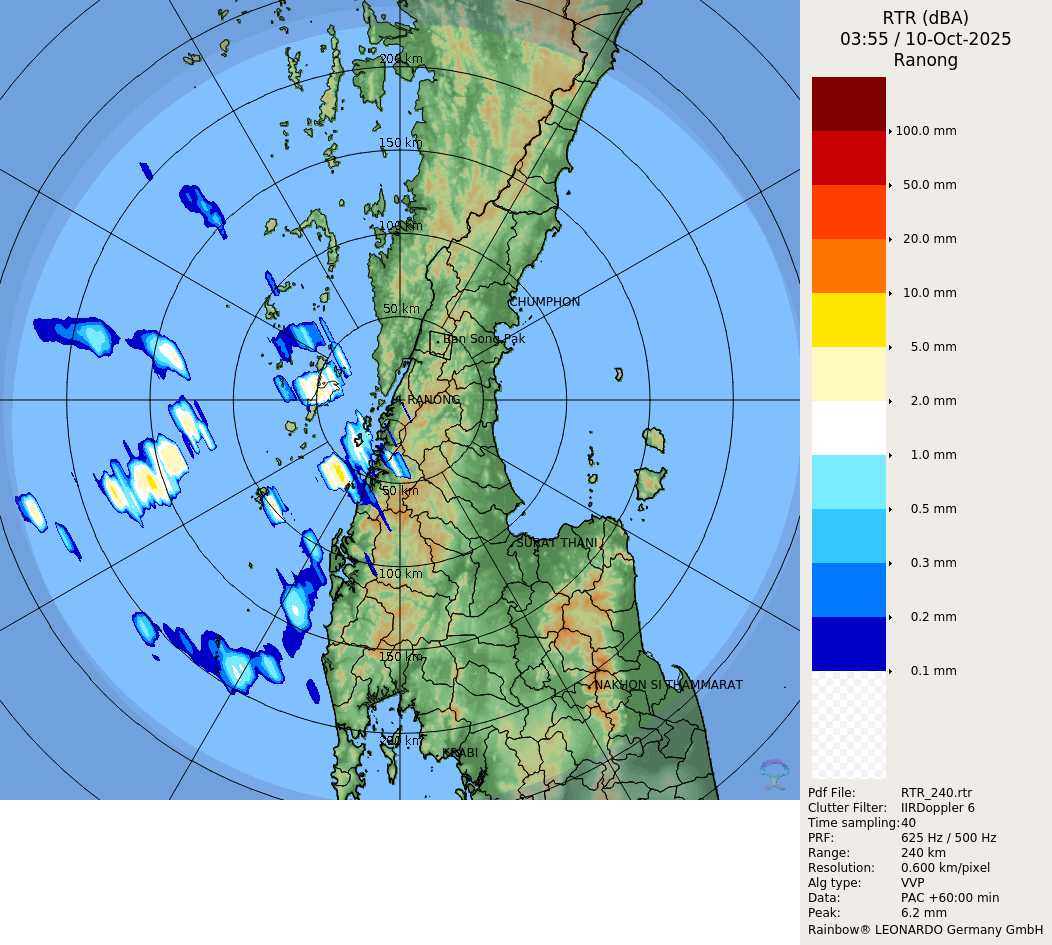 RTR (dBA)
03:55 / 10-Oct-2025
Ranong
200 km
150 km
100 km
50 km
CHUMPHON
Ban Song Pak
RANONG
50 km
SURAT THANI
100 km
150 km
NAKHON SI THAMMARAT
200 km
KRABI
100.0 mm
50.0 mm
20.0 mm
10.0 mm
5.0 mm
2.0 mm
1.0 mm
0.5 mm
0.3 mm
0.2 mm
0.1 mm
Pdf File: RTR_240.rtr
Clutter Filter: IIRDoppler 6
Time sampling: 40
PRF: 625 Hz / 500 Hz
Range: 240 km
Resolution: 0.600 km/pixel
Alg type: VVP
Data: PAC +60:00 min
Peak: 6.2 mm
Rainbow® LEONARDO Germany GmbH